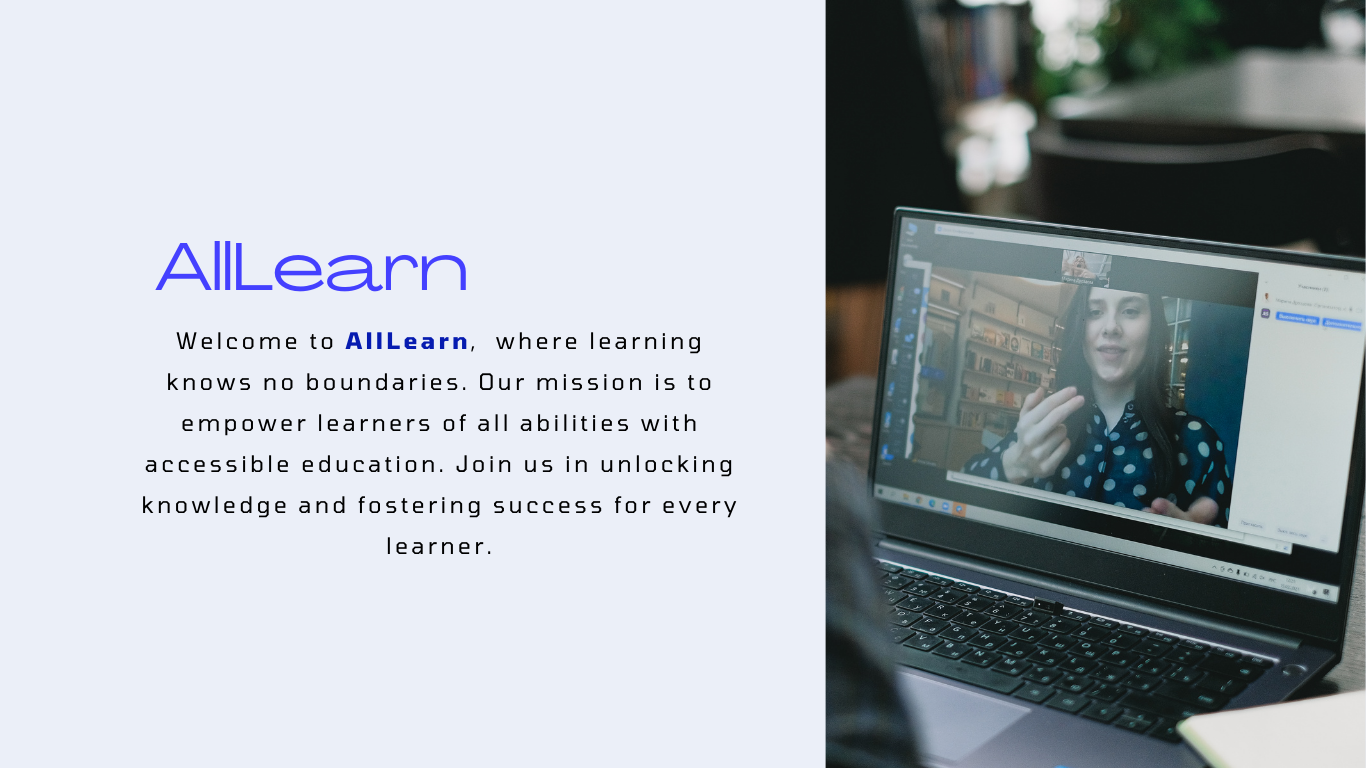 AllLearn
Welcome to AllLearn,  where learning
knows no boundaries. Our mission is to
empower learners of all abilities with
accessible education. Join us in unlocking
knowledge and fostering success for every
learner.